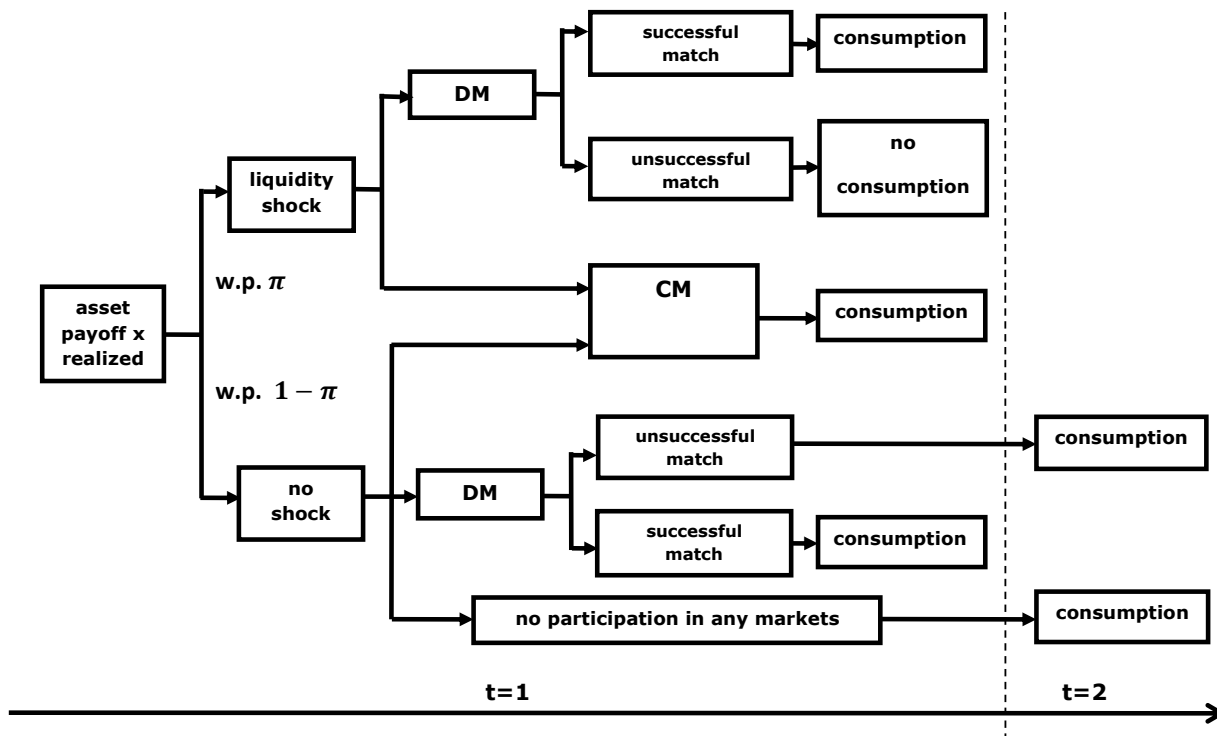 successful
match
consumption
DM
unsuccessful
match
no
consumption
liquidity
shock
w.p. π
CM
consumption
asset
payoff x
realized
w.p. 1 − π
unsuccessful
match
consumption
no
shock
DM
successful
match
consumption
no participation in any markets
consumption
t=1
t=2